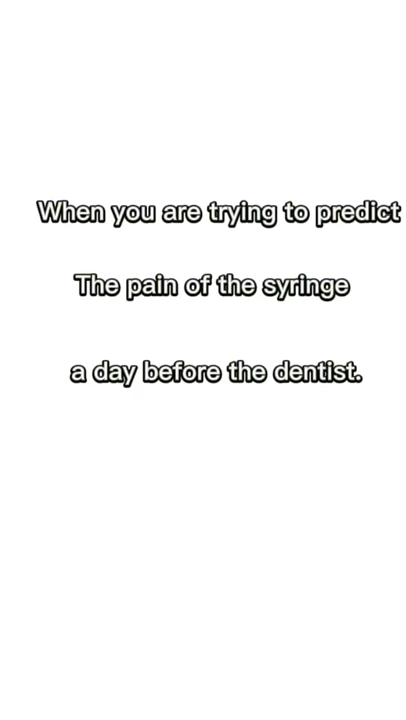 When you are trying to predict
The pain of the syringe
a day before the dentist.